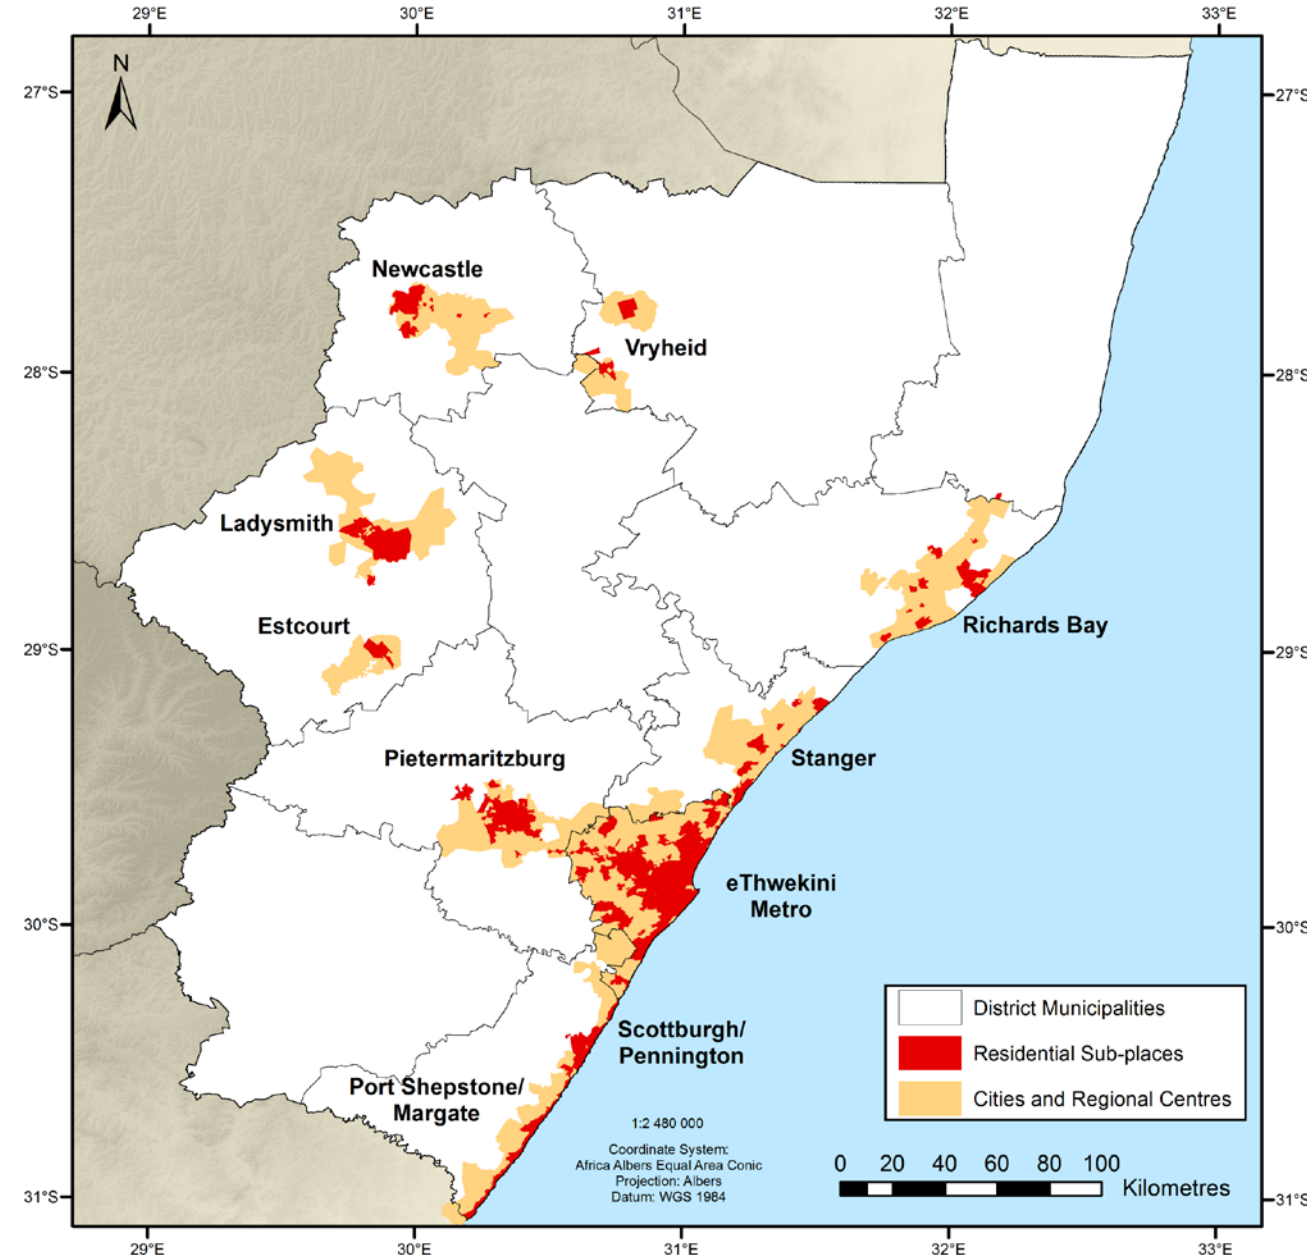 29°E 30°E 31°E 32°E 33°E
N
27°S 27°S
Newcastle
Vryheid
28°S 28°S
Ladysmith
Estcourt
Richards Bay
29°S 29°S
Pietermaritzburg
Stanger
eThwekini
Metro
30°S 30°S
District Municipalities
Scottburgh/
Pennington
Residential Sub-places
Port Shepstone/
Margate
Cities and Regional Centres
1:2 480 000
Coordinate System:
Africa Albers Equal Area Conic
Projection: Albers
Datum: WGS 1984
0 20 40 60 80 100
Kilometres
31°S 31°S
29°E 30°E 31°E 32°E 33°E